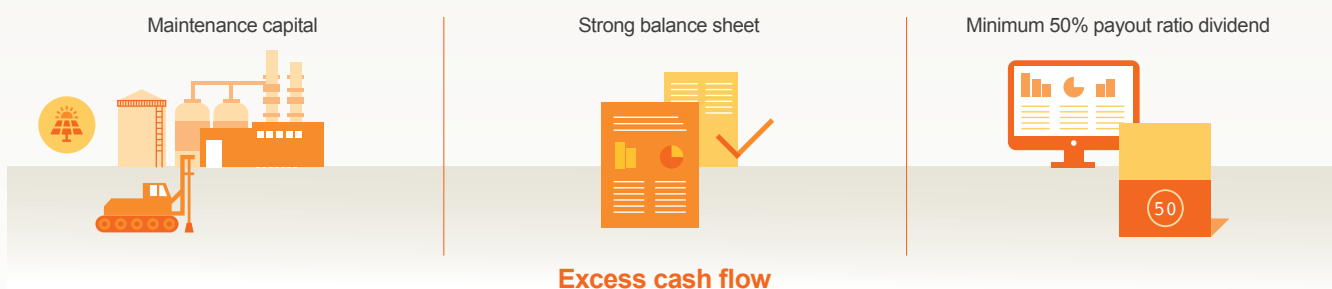 Maintenance capital
Strong balance sheet
Minimum 50% payout ratio dividend
50
Excess cash flow